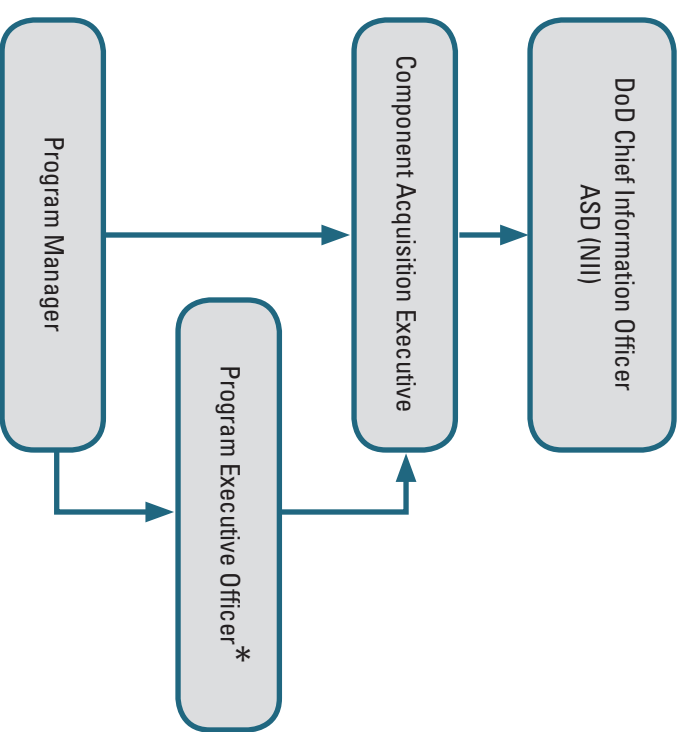 DoD Chief Information Officer
ASD (NII)
Component Acquisition Executive
Program Executive Officer*
Program Manager